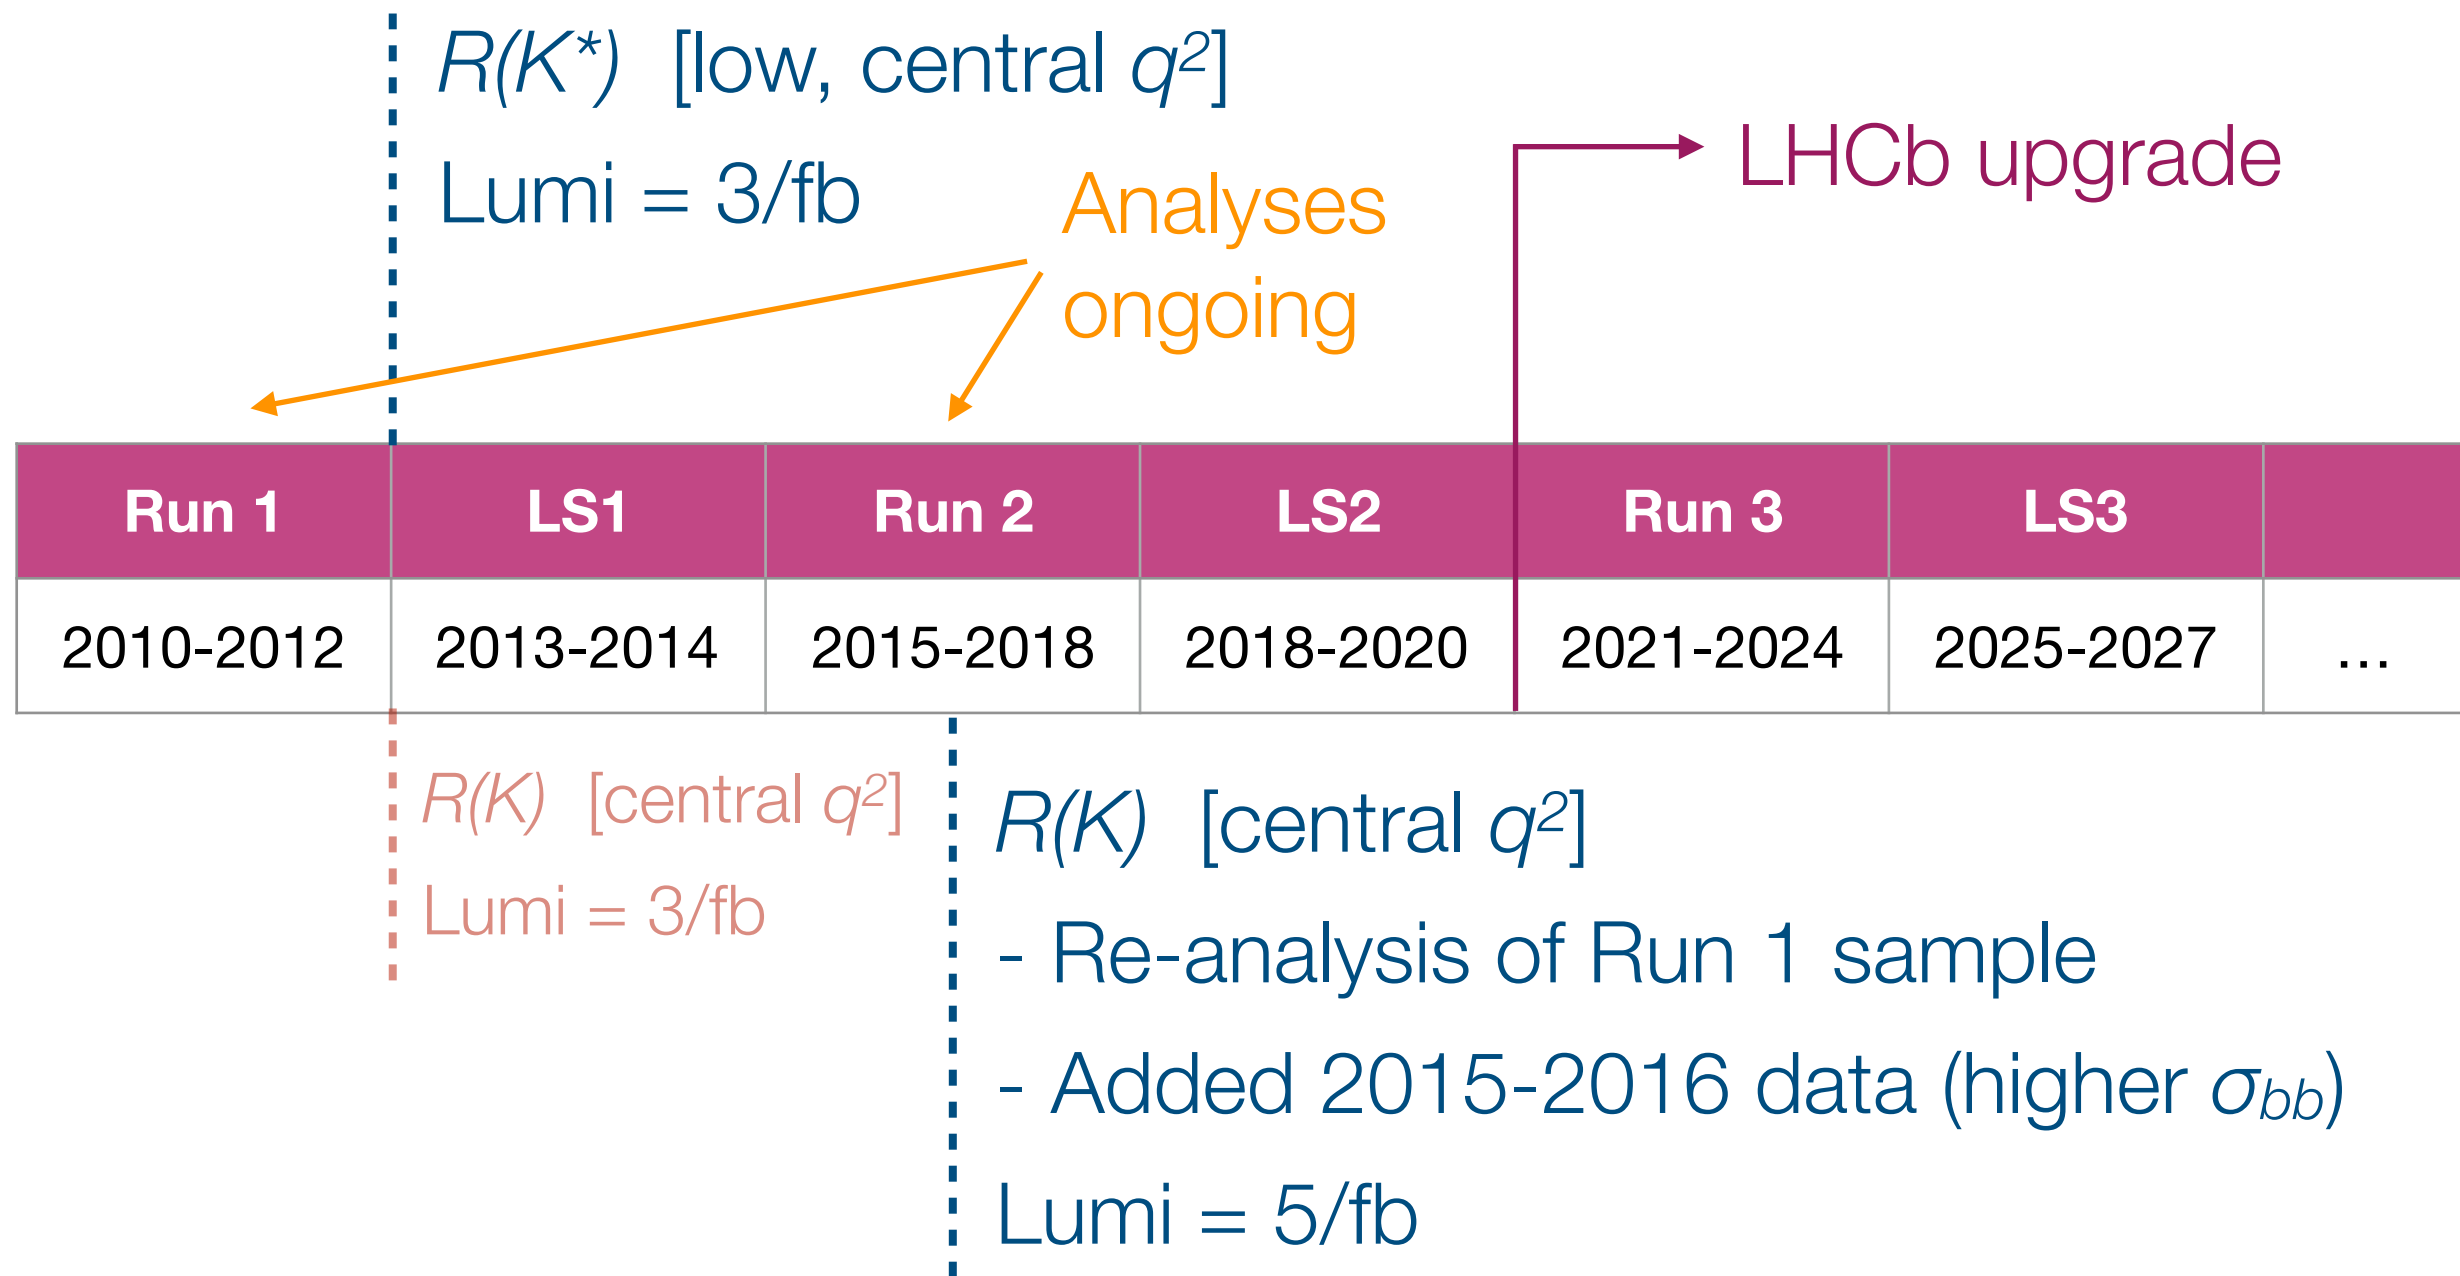 R(K*) [low, central q²]
Lumi = 3/fb
Analyses
ongoing
LHCb upgrade
Run 1 LS1 Run 2 LS2 Run 3 LS3
2010-2012 2013-2014 2015-2018 2018-2020 2021-2024 2025-2027 ...
R(K) [central q²]
Lumi = 3/fb
R(K) [central q²]
- Re-analysis of Run 1 sample
- Added 2015-2016 data (higher σbb)
Lumi = 5/fb